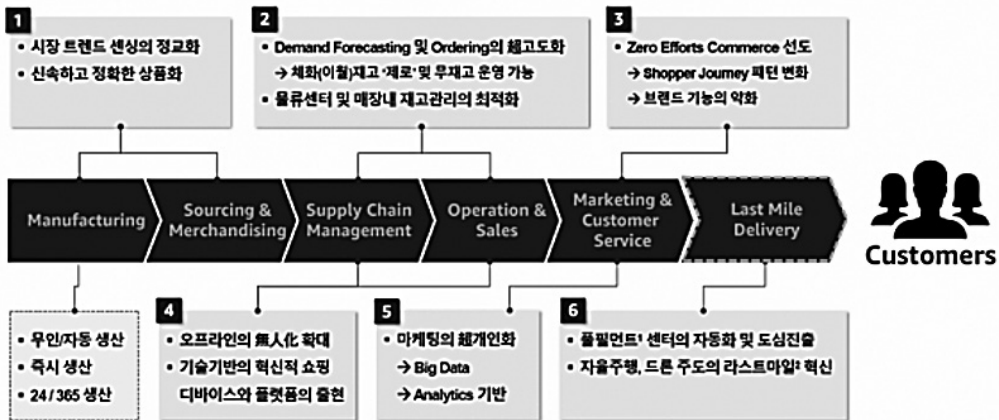 1
• 시장 트렌드 센싱의 정교화
• 신속하고 정확한 상품화
2
• Demand Forecasting 및 Ordering의 超고도화
→ 체화(이월)재고 '제로' 및 무재고 운영 가능
• 물류센터 및 매장내 재고관리의 최적화
3
• Zero Efforts Commerce 선도
→ Shopper Journey 패턴 변화
→ 브랜드 기능의 약화
Manufacturing
Sourcing &
Merchandising
Supply Chain
Management
Operation &
Sales
Marketing &
Customer
Service
Last Mile
Delivery
Customers
• 무인/자동 생산
• 즉시 생산
• 24 / 365 생산
4
• 오프라인의 無人化 확대
• 기술기반의 혁신적 쇼핑
디바이스와 플랫폼의 출현
5
• 마케팅의 超개인화
→ Big Data
→ Analytics 기반
6
• 풀필먼트¹ 센터의 자동화 및 도심진출
• 자율주행, 드론 주도의 라스트마일² 혁신